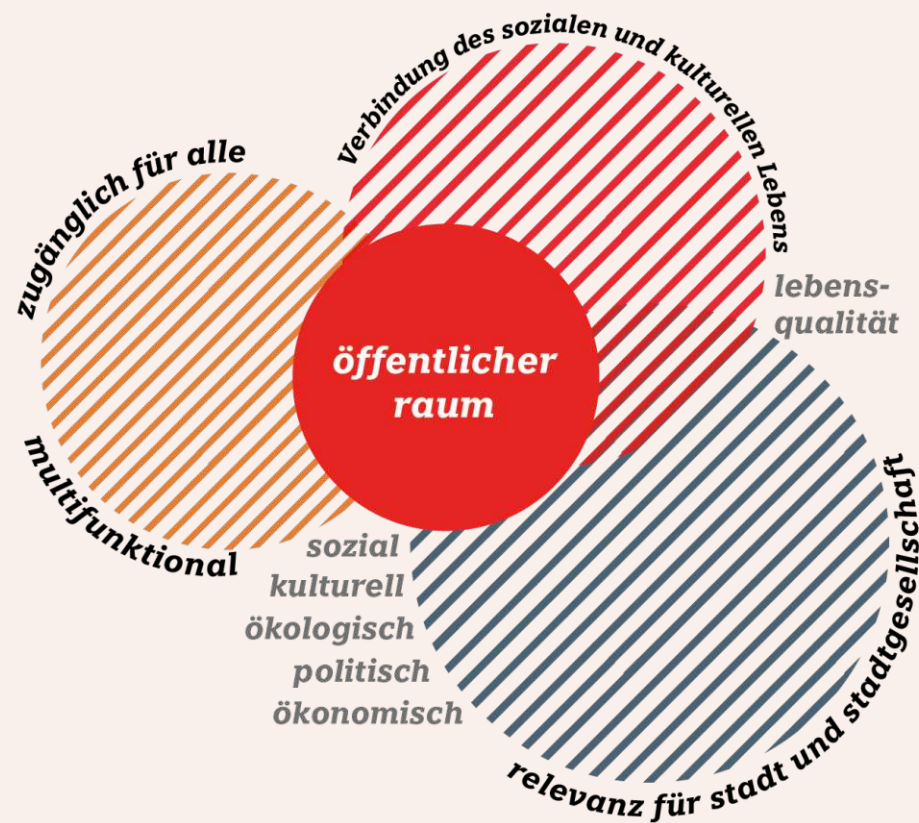 Verbindung des sozialen und kulturellen Lebens
zugänglich für alle
lebens-
qualität
öffentlicher
raum
multifunktional
sozial
kulturell
ökologisch
politisch
ökonomisch
relevanz für stadt und stadtgesellschaft